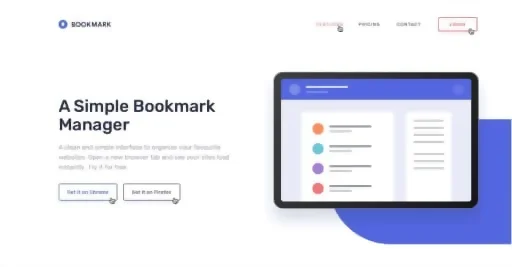 BOOKMARK
FEATURES
PRICING
CONTACT
LOGIN
A Simple Bookmark
Manager
A clean and simple interface to organize your favourite
websites. Open a new browser tab and see your sites load
instantly. Try it for free.
Get it on Chrome
Get it on Firefox